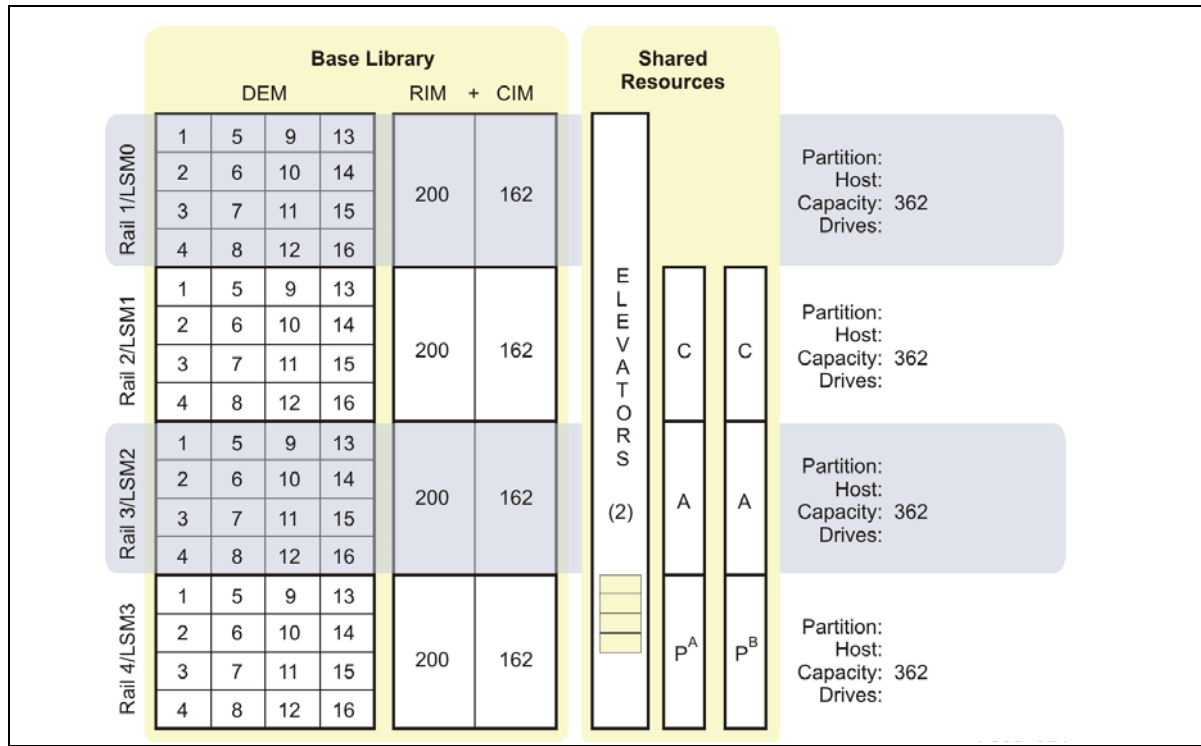 Base Library
Shared
Resources
DEM RIM + CIM
Rail 1/LSM0
1 5 9 13
2 6 10 14
3 7 11 15
4 8 12 16
200 162
Partition:
Host:
Capacity: 362
Drives:
Rail 2/LSM1
1 5 9 13
2 6 10 14
3 7 11 15
4 8 12 16
200 162
ELEVATORS
(2)
C C
Partition:
Host:
Capacity: 362
Drives:
Rail 3/LSM2
1 5 9 13
2 6 10 14
3 7 11 15
4 8 12 16
200 162
A A
Partition:
Host:
Capacity: 362
Drives:
Rail 4/LSM3
1 5 9 13
2 6 10 14
3 7 11 15
4 8 12 16
200 162
P^A P^B
Partition:
Host:
Capacity: 362
Drives: